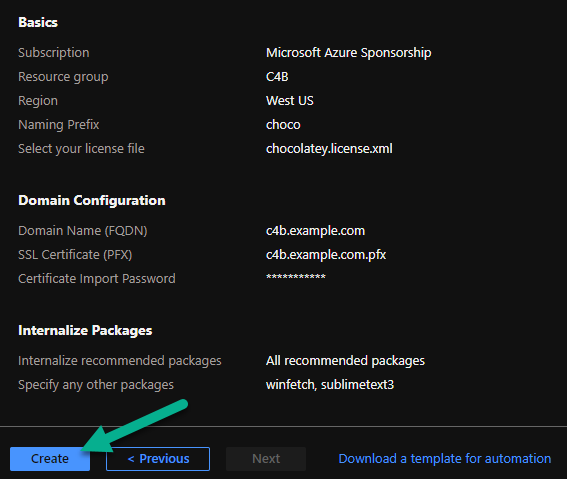 Basics
Subscription Microsoft Azure Sponsorship
Resource group C4B
Region West US
Naming Prefix choco
Select your license file chocolatey.license.xml
Domain Configuration
Domain Name (FQDN) c4b.example.com
SSL Certificate (PFX) c4b.example.com.pfx
Certificate Import Password ***********
Internalize Packages
Internalize recommended packages All recommended packages
Specify any other packages winfetch, sublimetext3
Create < Previous Next Download a template for automation